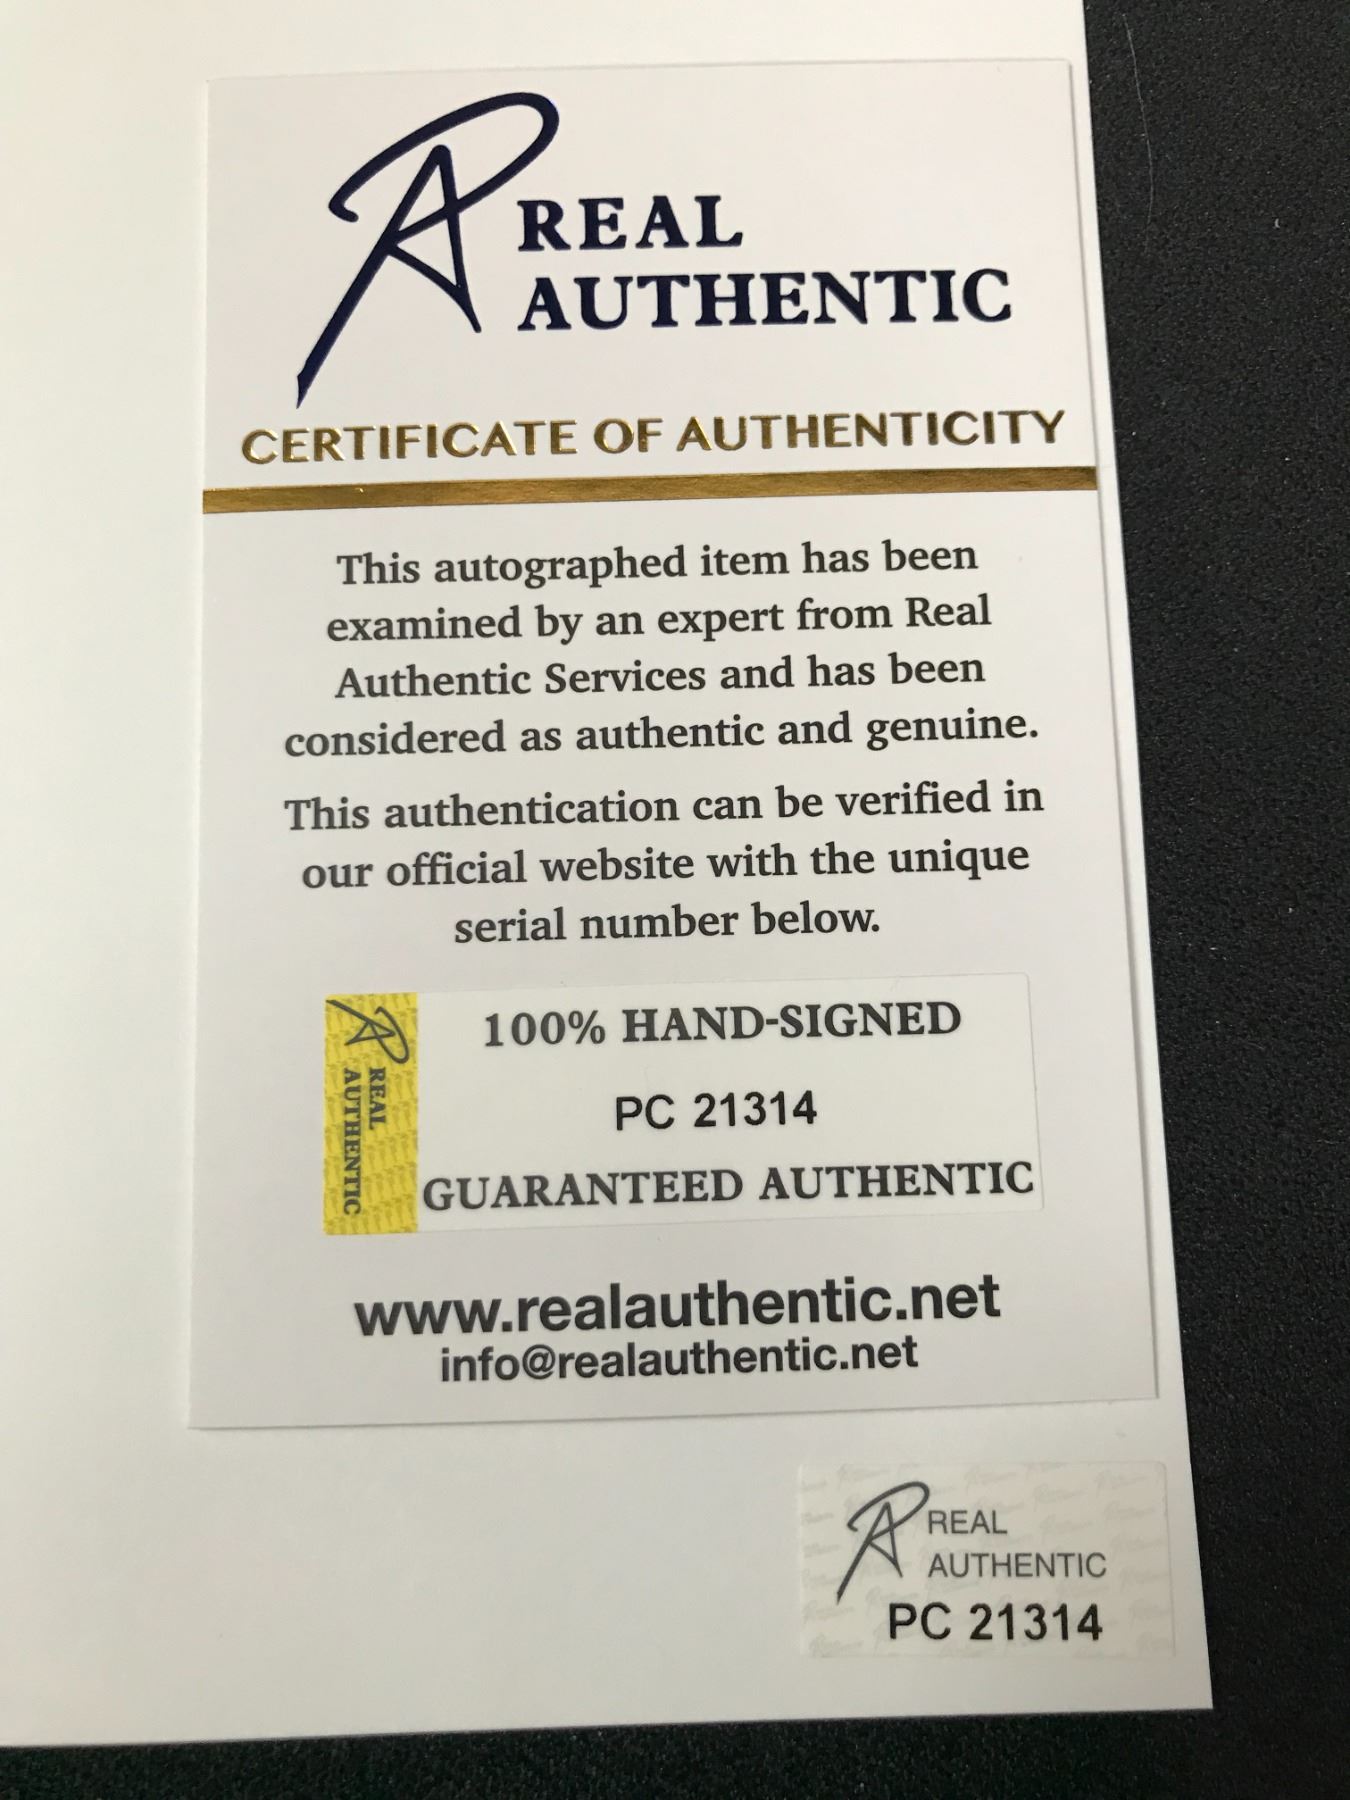 REAL
AUTHENTIC
CERTIFICATE OF AUTHENTICITY
This autographed item has been
examined by an expert from Real
Authentic Services and has been
considered as authentic and genuine.
This authentication can be verified in
our official website with the unique
serial number below.
REAL
AUTHENTIC
100% HAND-SIGNED
PC 21314
GUARANTEED AUTHENTIC
www.realauthentic.net
info@realauthentic.net
REAL
AUTHENTIC
PC 21314